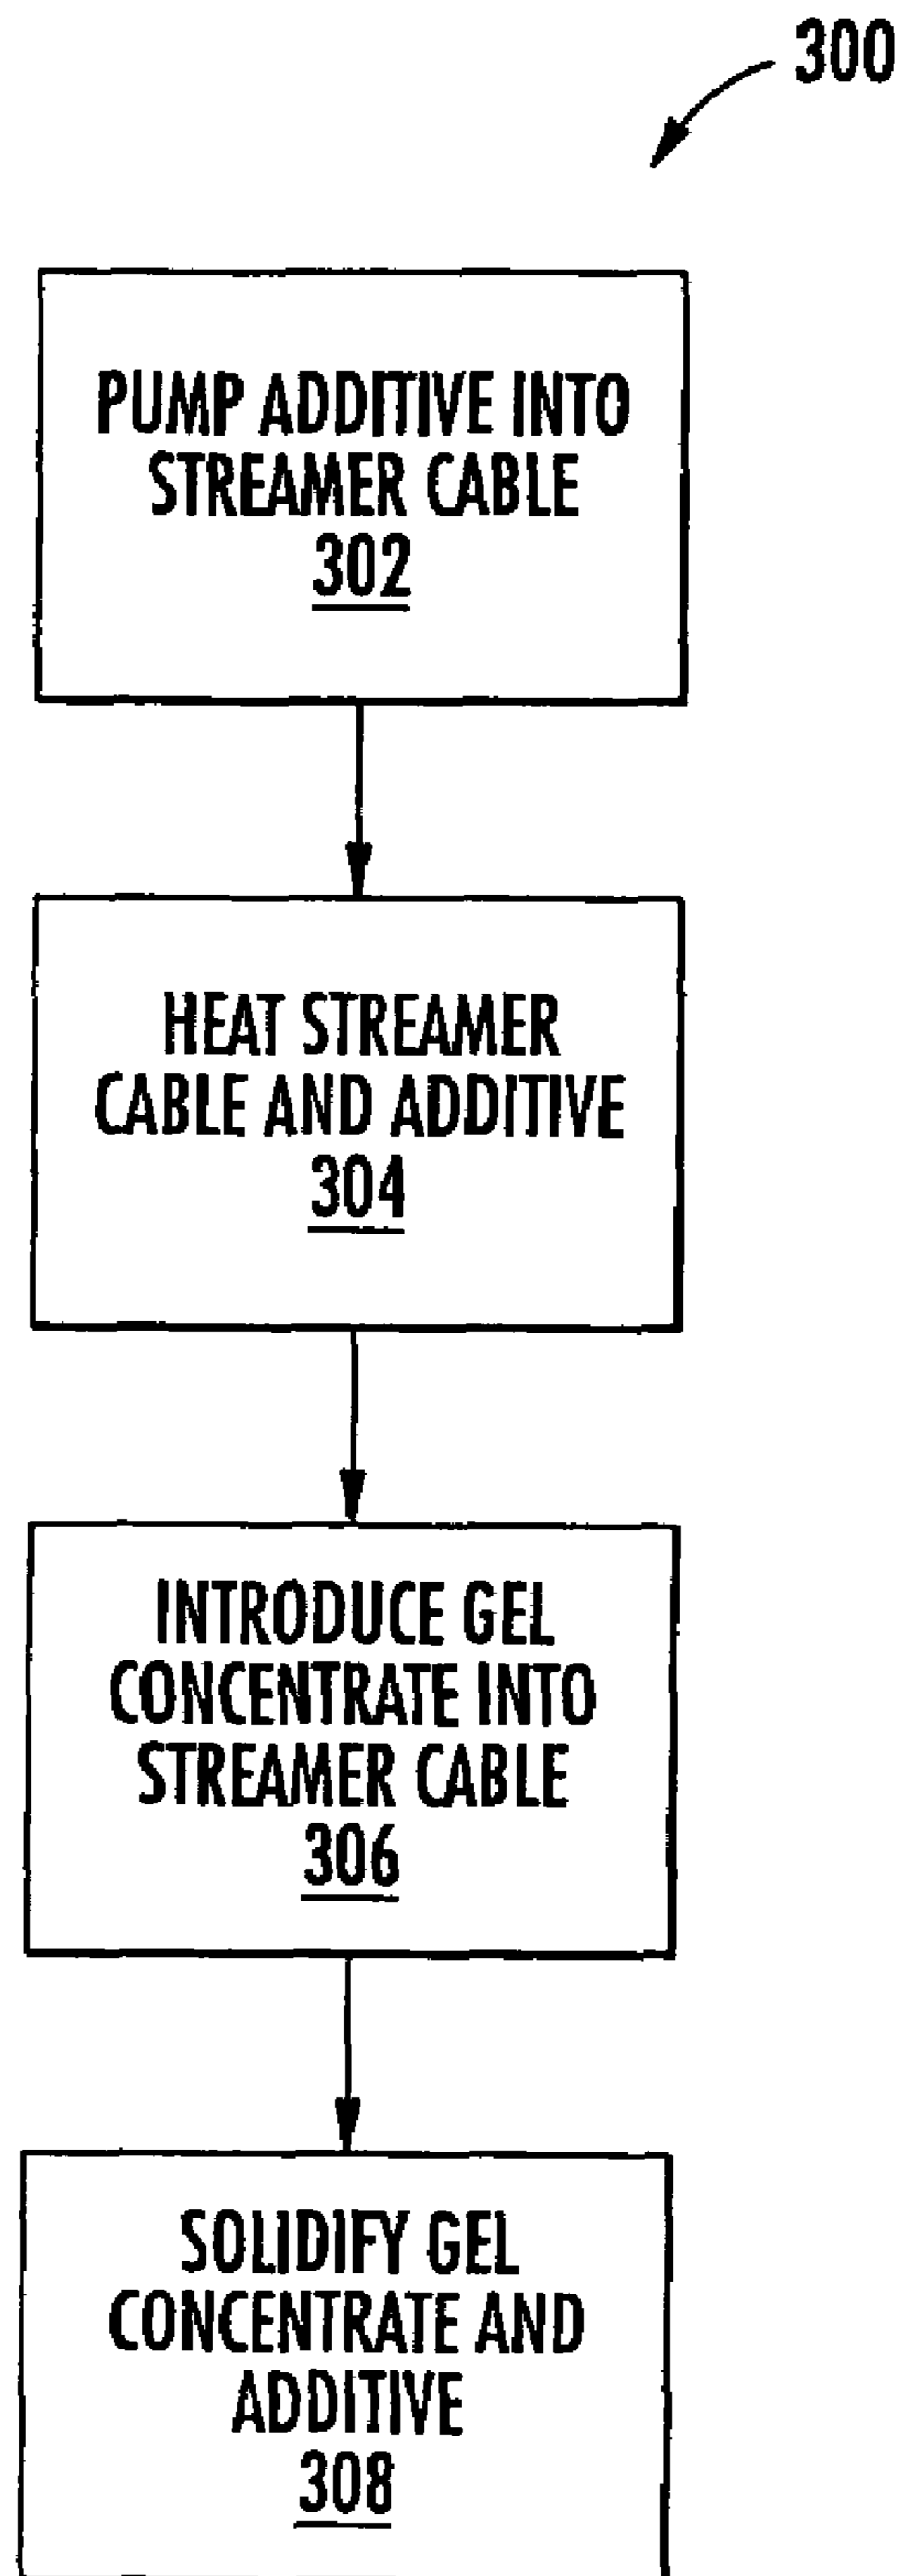 300
PUMP ADDITIVE INTO
STREAMER CABLE
302
HEAT STREAMER
CABLE AND ADDITIVE
304
INTRODUCE GEL
CONCENTRATE INTO
STREAMER CABLE
306
SOLIDIFY GEL
CONCENTRATE AND
ADDITIVE
308